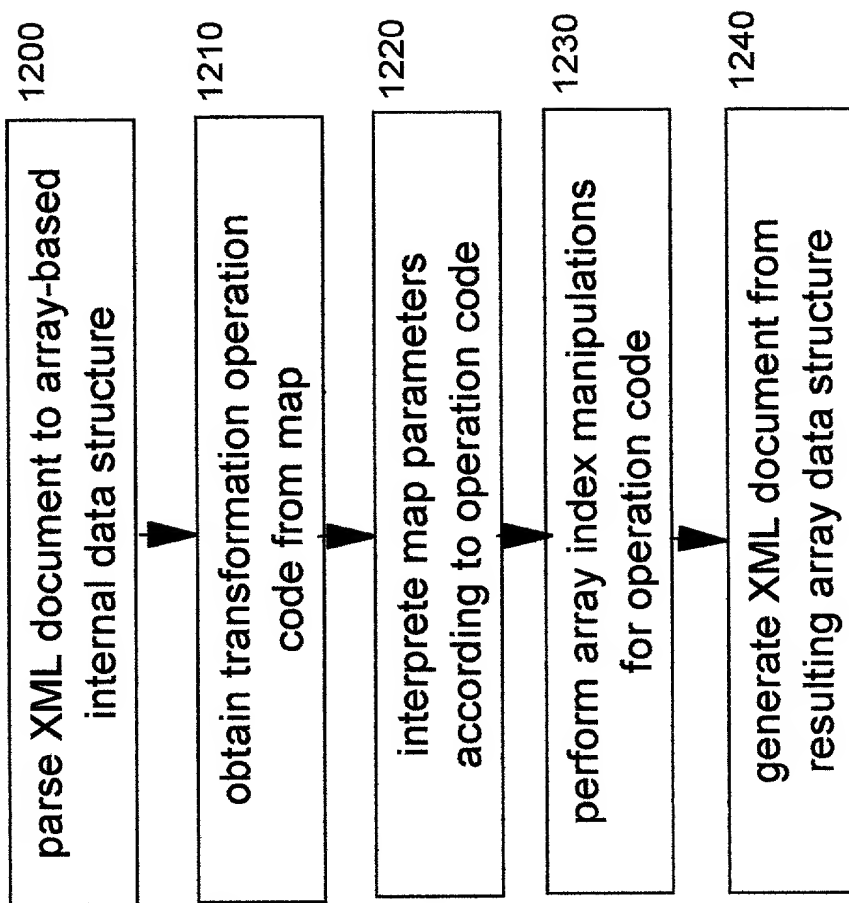 1200
parse XML document to array-based
internal data structure
1210
obtain transformation operation
code from map
1220
interprete map parameters
according to operation code
1230
perform array index manipulations
for operation code
1240
generate XML document from
resulting array data structure